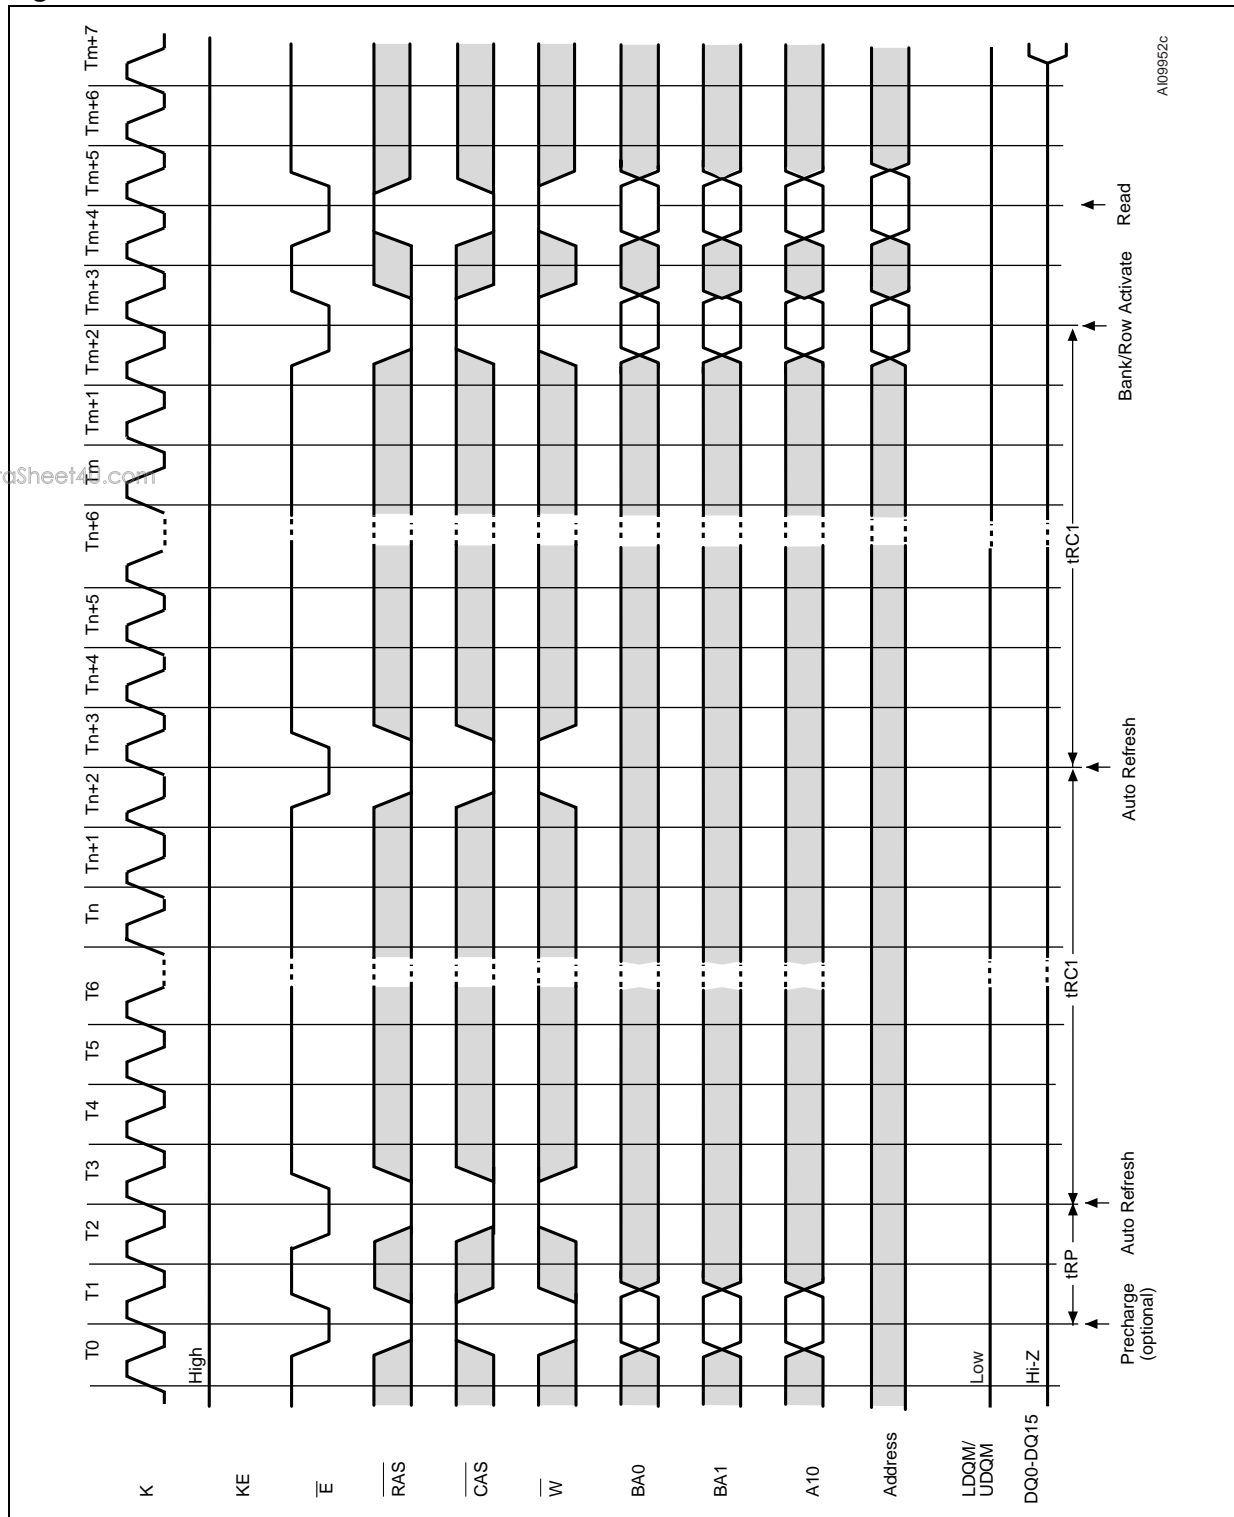 T0 T1 T2 T3 T4 T5 T6 Tn Tn+1 Tn+2 Tn+3 Tn+4 Tn+5 Tn+6 Tm Tm+1 Tm+2 Tm+3 Tm+4 Tm+5 Tm+6 Tm+7
K
KE
High
E
RAS
CAS
W
BA0
BA1
A10
Address
LDQM/
UDQM
Low
DQ0-DQ15
Hi-Z
tRP
tRC1
tRC1
Precharge
(optional)
Auto Refresh
Auto Refresh
Bank/Row Activate
Read
AI09952c
aSheet4U.com